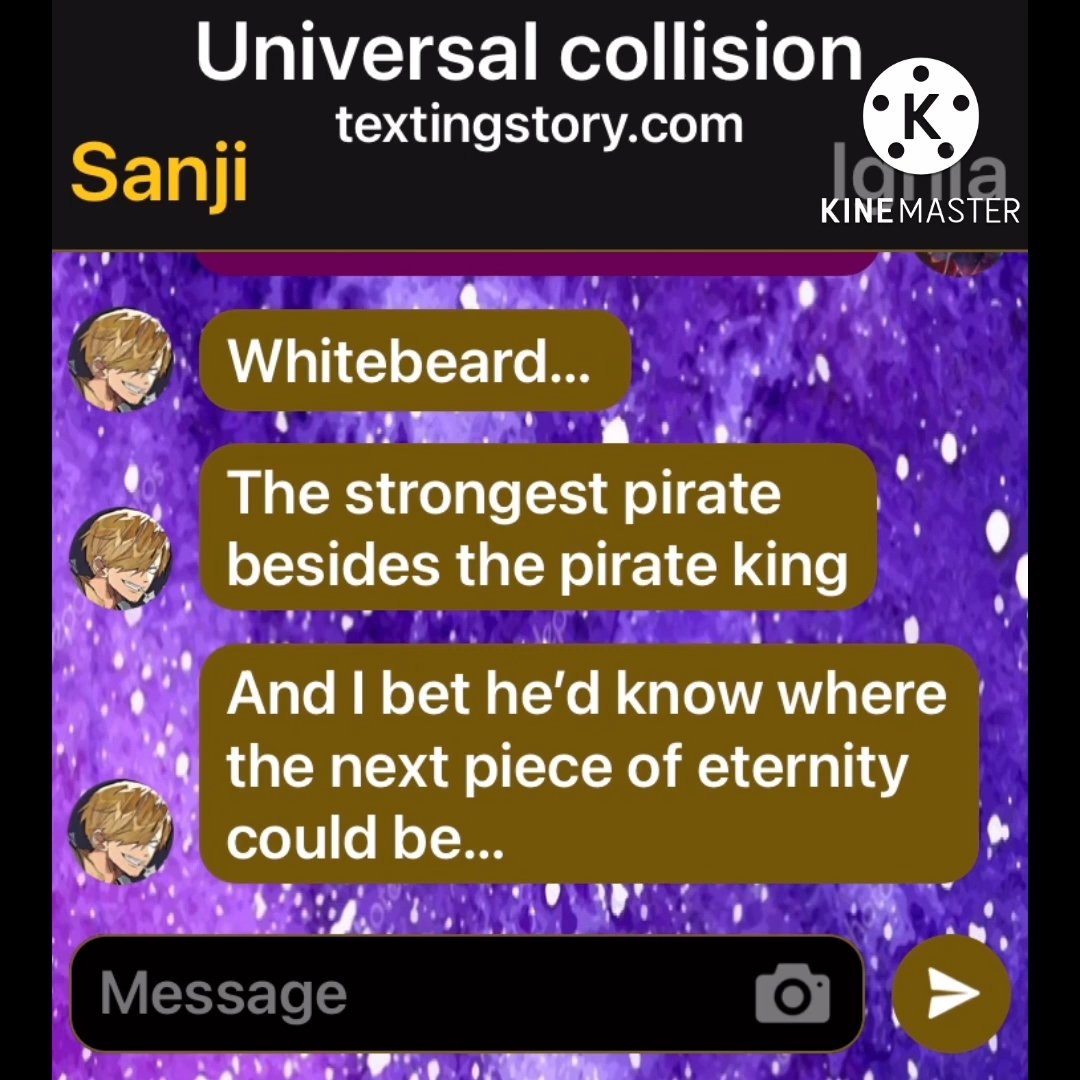 Universal collision
textingstory.com
K
Sanji
KINEMASTER
Whitebeard...
The strongest pirate
besides the pirate king
And I bet he’d know where
the next piece of eternity
could be...
Message